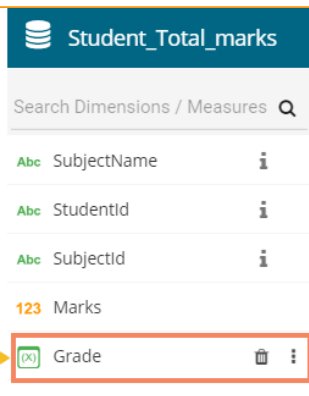 Student_Total_marks
Search Dimensions / Measures
Abc SubjectName i
Abc StudentId i
Abc SubjectId i
123 Marks
(X) Grade